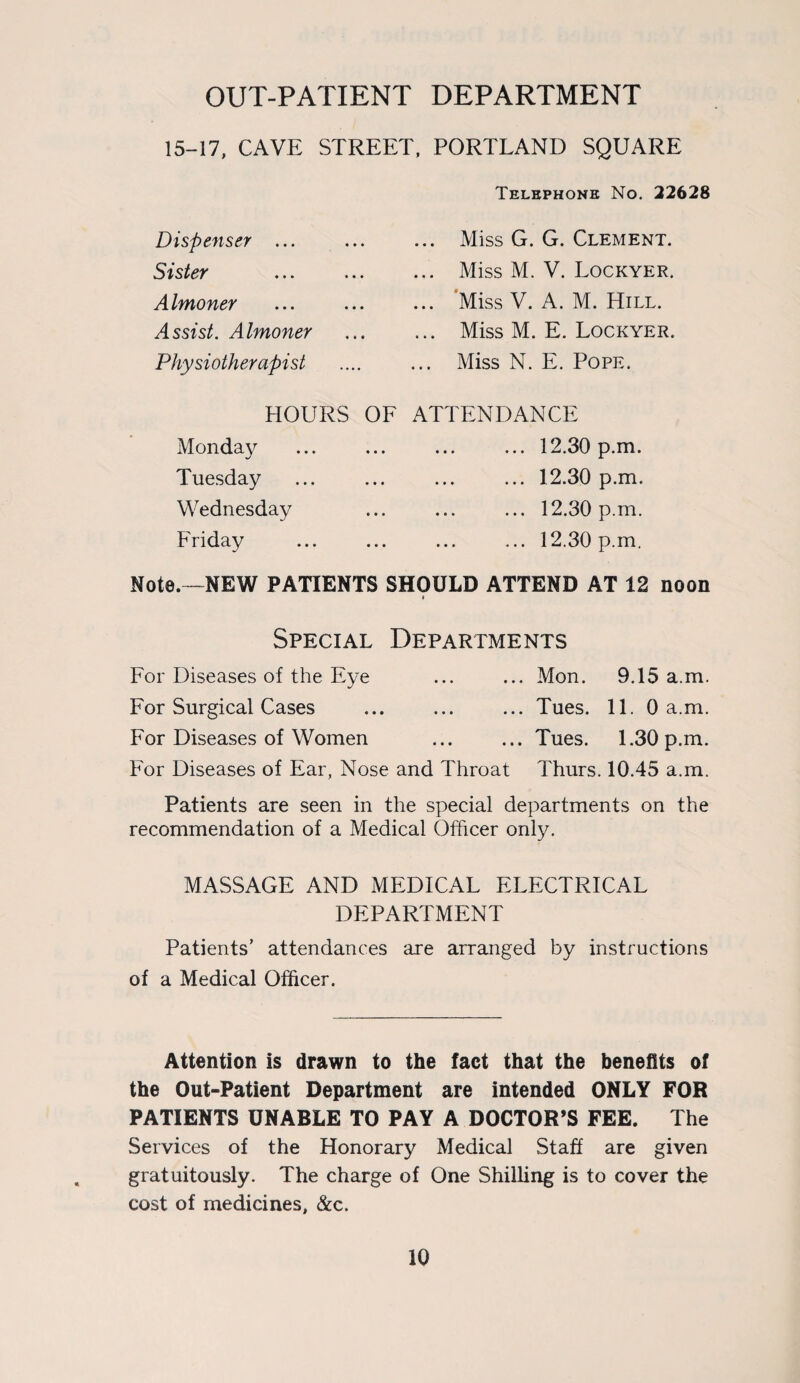 OUT-PATIENT DEPARTMENT
15-17, CAVE STREET, PORTLAND SQUARE
TELEPHONE No. 22628
Dispenser ... ... ... Miss G. G. CLEMENT.
Sister ... ... ... Miss M. V. LOCKYER.
Almoner ... ... ... Miss V. A. M. HILL.
Assist. Almoner ... ... Miss M. E. LOCKYER.
Physiotherapist .... ... Miss N. E. POPE.
HOURS OF ATTENDANCE
Monday ... ... ... ... 12.30 p.m.
Tuesday ... ... ... ... 12.30 p.m.
Wednesday ... ... ... 12.30 p.m.
Friday ... ... ... ... 12.30 p.m.
Note.—NEW PATIENTS SHOULD ATTEND AT 12 noon
SPECIAL DEPARTMENTS
For Diseases of the Eye ... ... Mon. 9.15 a.m.
For Surgical Cases ... ... ... Tues. 11. 0 a.m.
For Diseases of Women ... ... Tues. 1.30 p.m.
For Diseases of Ear, Nose and Throat Thurs. 10.45 a.m.
Patients are seen in the special departments on the
recommendation of a Medical Officer only.
MASSAGE AND MEDICAL ELECTRICAL
DEPARTMENT
Patients' attendances are arranged by instructions
of a Medical Officer.
Attention is drawn to the fact that the benefits of
the Out-Patient Department are intended ONLY FOR
PATIENTS UNABLE TO PAY A DOCTOR'S FEE. The
Services of the Honorary Medical Staff are given
gratuitously. The charge of One Shilling is to cover the
cost of medicines, &c.
10